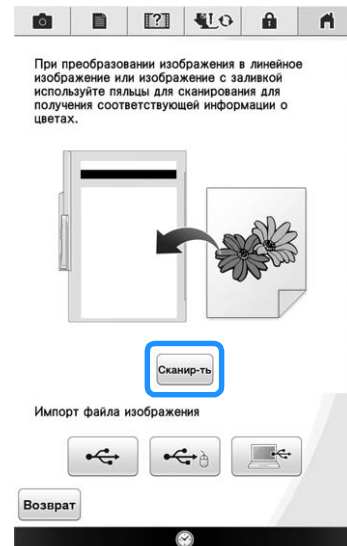 При преобразовании изображения в линейное
изображение или изображение с заливкой
используйте пяльцы для сканирования для
получения соответствующей информации о
цветах.
Сканир-ть
Импорт файла изображения
Возврат